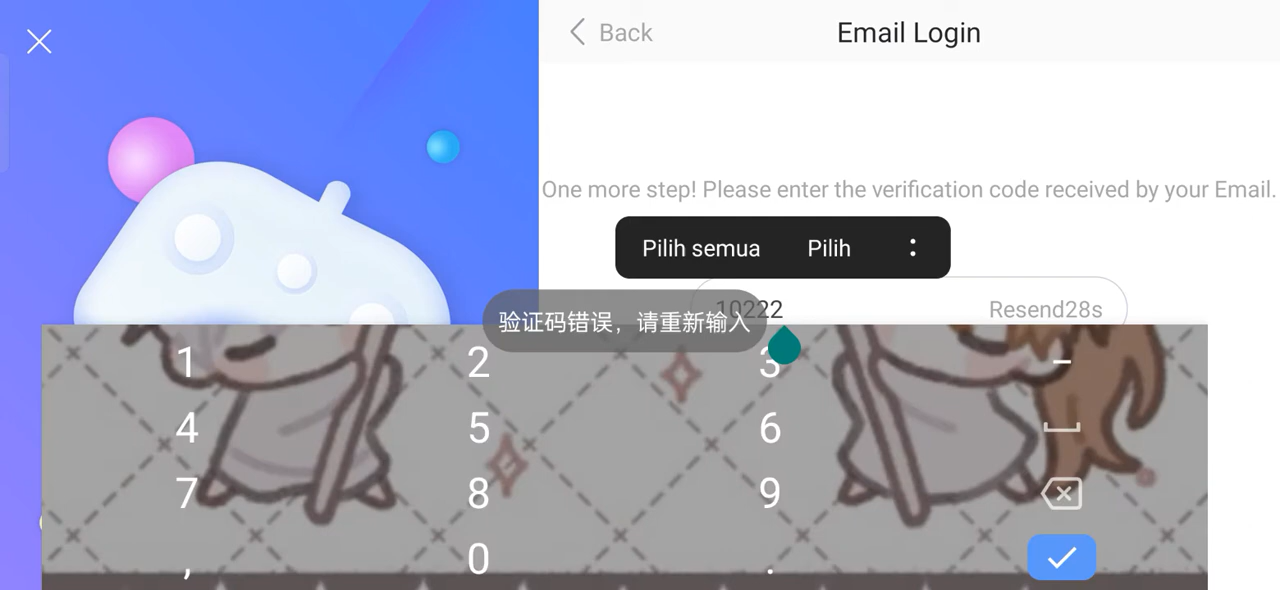 Back
Email Login
One more step! Please enter the verification code received by your Email.
Pilih semua Pilih
10222
Resend28s
验证码错误，请重新输入
1 2 3 -
4 5 6
7 8 9
, 0 .